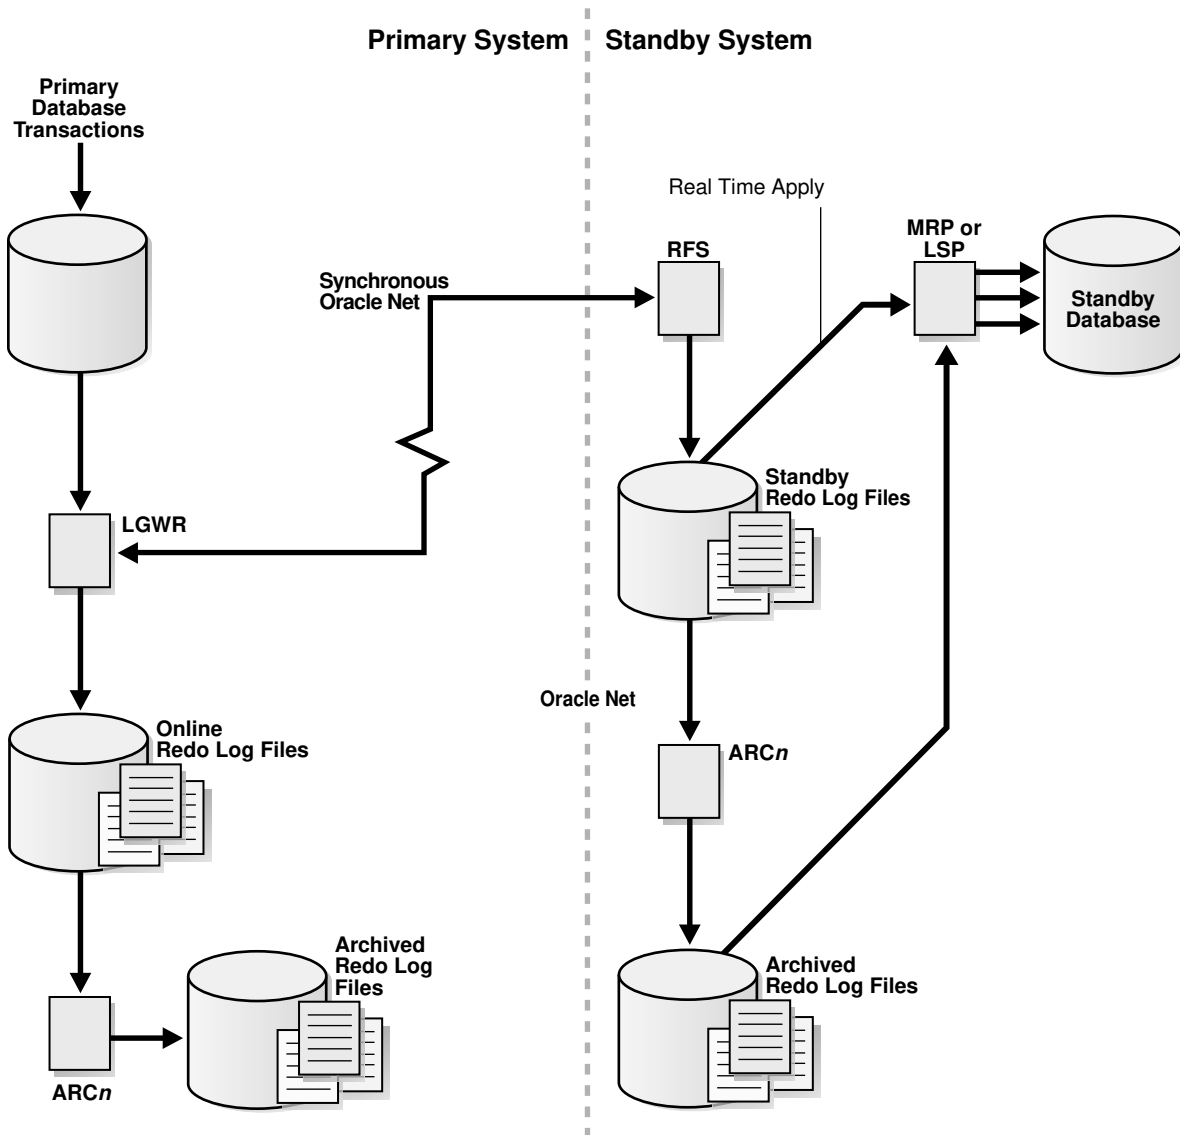 Primary System
Standby System
Primary
Database
Transactions
Real Time Apply
MRP or
LSP
RFS
Synchronous
Oracle Net
Standby
Database
Standby
Redo Log Files
LGWR
Oracle Net
Online
Redo Log Files
ARCn
Archived
Redo Log
Files
Archived
Redo Log Files
ARCn